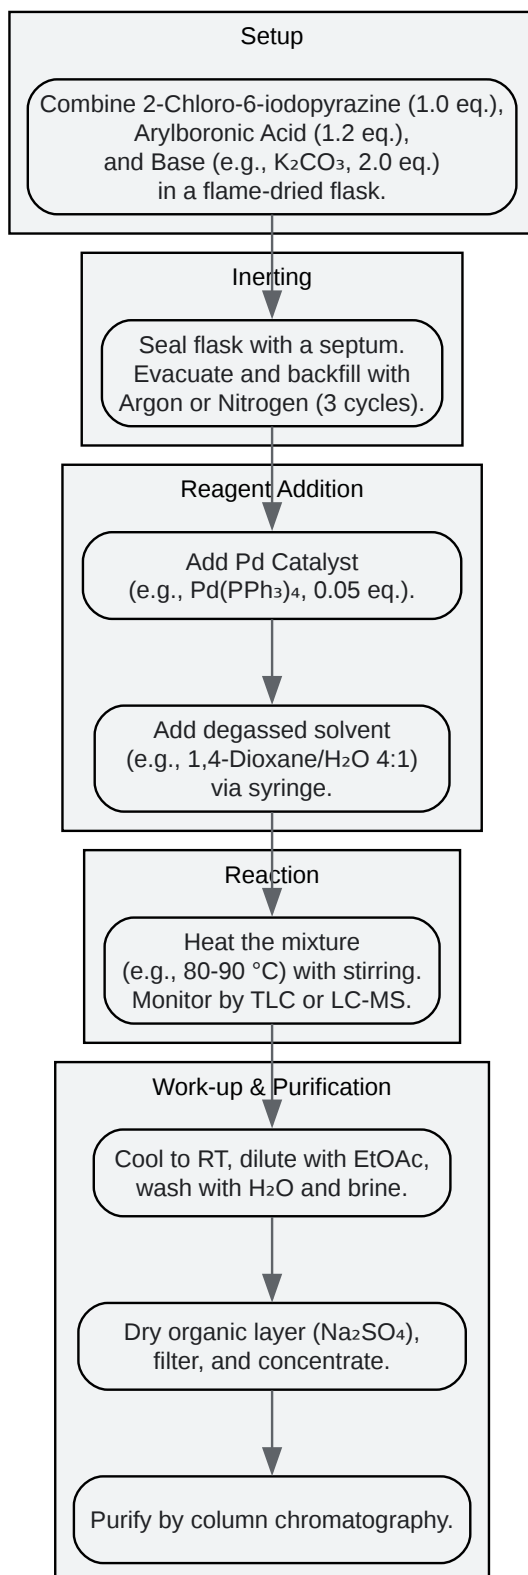 Setup
Combine 2-Chloro-6-iodopyrazine (1.0 eq.),
Arylboronic Acid (1.2 eq.),
and Base (e.g., K₂CO₃, 2.0 eq.)
in a flame-dried flask.
Inerting
Seal flask with a septum.
Evacuate and backfill with
Argon or Nitrogen (3 cycles).
Reagent Addition
Add Pd Catalyst
(e.g., Pd(PPh₃)₄, 0.05 eq.).
Add degassed solvent
(e.g., 1,4-Dioxane/H₂O 4:1)
via syringe.
Reaction
Heat the mixture
(e.g., 80-90 °C) with stirring.
Monitor by TLC or LC-MS.
Work-up & Purification
Cool to RT, dilute with EtOAc,
wash with H₂O and brine.
Dry organic layer (Na₂SO₄),
filter, and concentrate.
Purify by column chromatography.